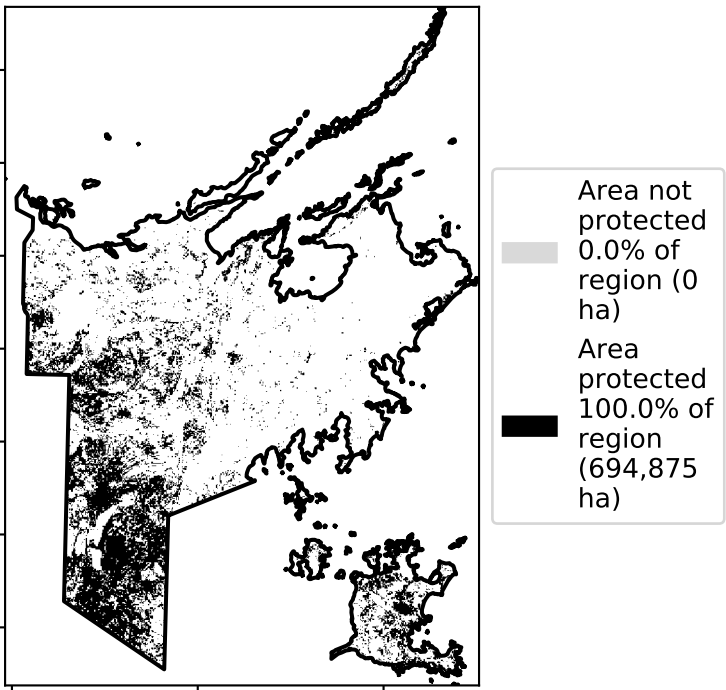 Area not
protected
0.0% of
region (0
ha)
Area
protected
100.0% of
region
(694,875
ha)